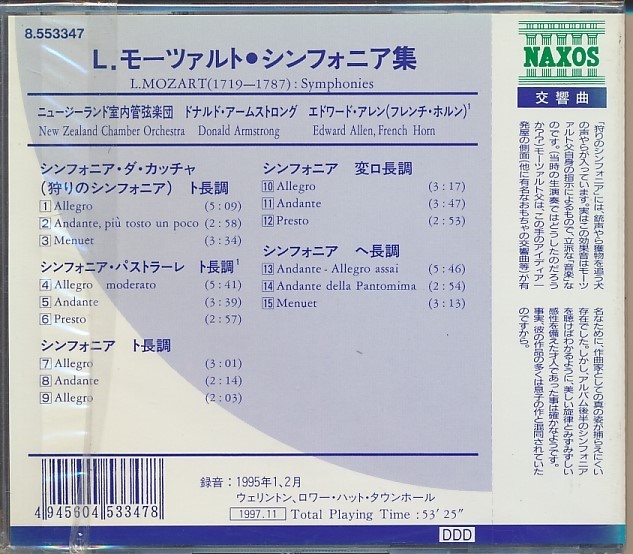 8.553347
L.モーツァルト●シンフォニア集
L.MOZART(1719—1787): Symphonies
ニュージーランド室内管弦楽団 ドナルド・アームストロング エドワード・アレン(フレンチ・ホルン)¹
New Zealand Chamber Orchestra Donald Armstrong Edward Allen, French Horn
シンフォニア・ダ・カッチャ
(狩りのシンフォニア) ト長調
1 Allegro (5:09)
2 Andante, più tosto un poco (2:58)
3 Menuet (3:34)
シンフォニア・パストラーレ ト長調¹
4 Allegro moderato (5:41)
5 Andante (3:39)
6 Presto (2:57)
シンフォニア ト長調
7 Allegro (3:01)
8 Andante (2:14)
9 Allegro (2:03)
シンフォニア 変ロ長調
10 Allegro (3:17)
11 Andante (3:47)
12 Presto (2:53)
シンフォニア ヘ長調
13 Andante - Allegro assai (5:46)
14 Andante della Pantomima (2:54)
15 Menuet (3:13)
録音：1995年1、2月
ウェリントン、ロワー・ハット・タウンホール
1997.11 Total Playing Time :53′25″
4 945604 533478
DDD
NAXOS
交響曲
「狩りのシンフォニア」には、銃声やら獲物を追う犬
の声やらが入っています。実はこの効果音はモーツ
ァルト父自身の指示によるもので、立派な「音楽」な
のです。「当時の生演奏ではどうしたのだろう
か？？」モーツァルト父は、この手のアイディア一
発屋の側面(他に有名なおもちゃの交響曲等)が有
名なために、作曲家としての真の姿が捕らえにくい
存在でした。しかし、アルバム後半のシンフォニア
を聴けばわかるように、美しい旋律とみずみずしい
感性を備えた才人であった事は確かなようです。
事実、彼の作品の多くは息子の作と混同されていた
のですから。